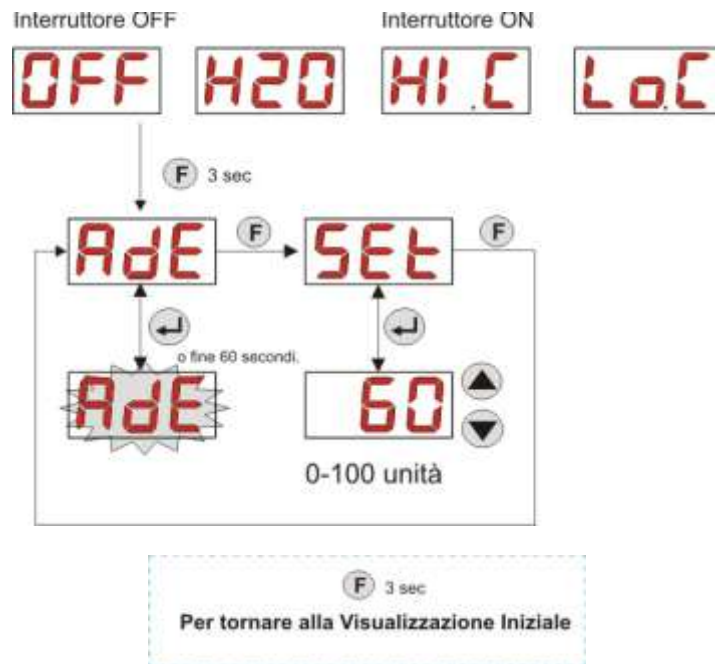 Interruttore OFF Interruttore ON
OFF H2O HI.C Lo.C
F 3 sec
AdE F SEt F
o fine 60 secondi.
AdE 60
0-100 unità
F 3 sec
Per tornare alla Visualizzazione Iniziale